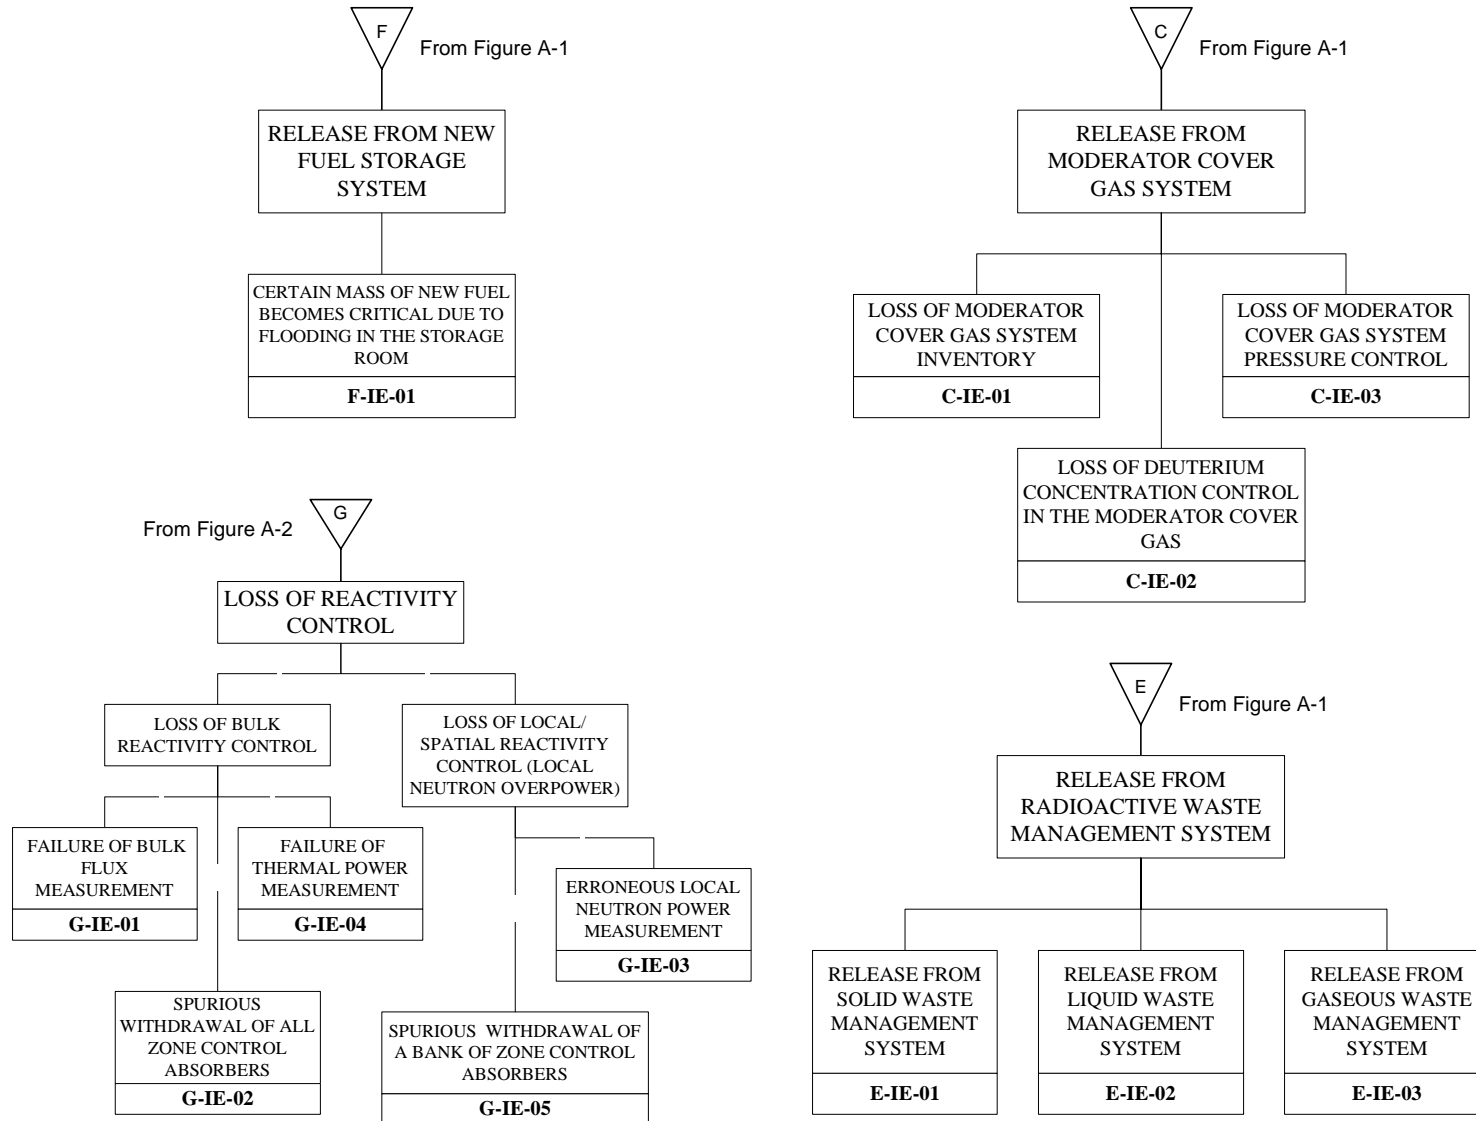 F
From Figure A-1
RELEASE FROM NEW
FUEL STORAGE
SYSTEM
CERTAIN MASS OF NEW FUEL
BECOMES CRITICAL DUE TO
FLOODING IN THE STORAGE
ROOM
F-IE-01
C
From Figure A-1
RELEASE FROM
MODERATOR COVER
GAS SYSTEM
LOSS OF MODERATOR
COVER GAS SYSTEM
INVENTORY
C-IE-01
LOSS OF MODERATOR
COVER GAS SYSTEM
PRESSURE CONTROL
C-IE-03
LOSS OF DEUTERIUM
CONCENTRATION CONTROL
IN THE MODERATOR COVER
GAS
C-IE-02
From Figure A-2
G
LOSS OF REACTIVITY
CONTROL
LOSS OF BULK
REACTIVITY CONTROL
LOSS OF LOCAL/
SPATIAL REACTIVITY
CONTROL (LOCAL
NEUTRON OVERPOWER)
FAILURE OF BULK
FLUX
MEASUREMENT
G-IE-01
FAILURE OF
THERMAL POWER
MEASUREMENT
G-IE-04
ERRONEOUS LOCAL
NEUTRON POWER
MEASUREMENT
G-IE-03
SPURIOUS
WITHDRAWAL OF ALL
ZONE CONTROL
ABSORBERS
G-IE-02
SPURIOUS WITHDRAWAL OF
A BANK OF ZONE CONTROL
ABSORBERS
G-IE-05
E
From Figure A-1
RELEASE FROM
RADIOACTIVE WASTE
MANAGEMENT SYSTEM
RELEASE FROM
SOLID WASTE
MANAGEMENT
SYSTEM
E-IE-01
RELEASE FROM
LIQUID WASTE
MANAGEMENT
SYSTEM
E-IE-02
RELEASE FROM
GASEOUS WASTE
MANAGEMENT
SYSTEM
E-IE-03